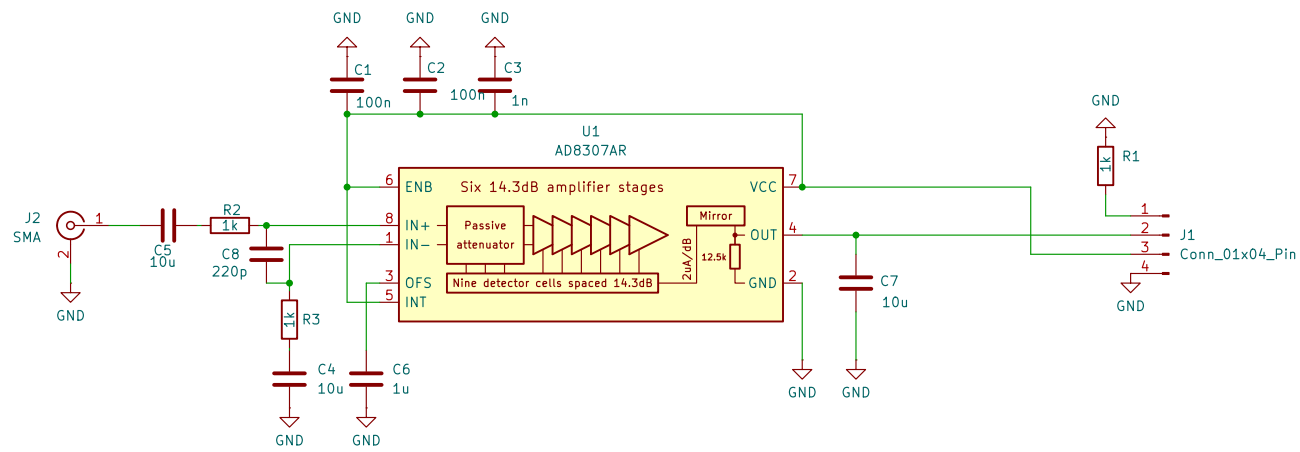 GND
GND
GND
C1
C2
C3
100n
100n
1n
GND
U1
AD8307AR
R1
1k
6
ENB
Six 14.3dB amplifier stages
VCC
7
J2
SMA
1
2
GND
C5
10u
R2
1k
8
IN+
1
IN−
Passive
attenuator
Mirror
OUT
4
2uA/dB
12.5k
1
2
3
4
J1
Conn_01x04_Pin
GND
C8
220p
3
OFS
5
INT
Nine detector cells spaced 14.3dB
GND
2
C7
10u
R3
1k
C4
10u
C6
1u
GND
GND
GND
GND